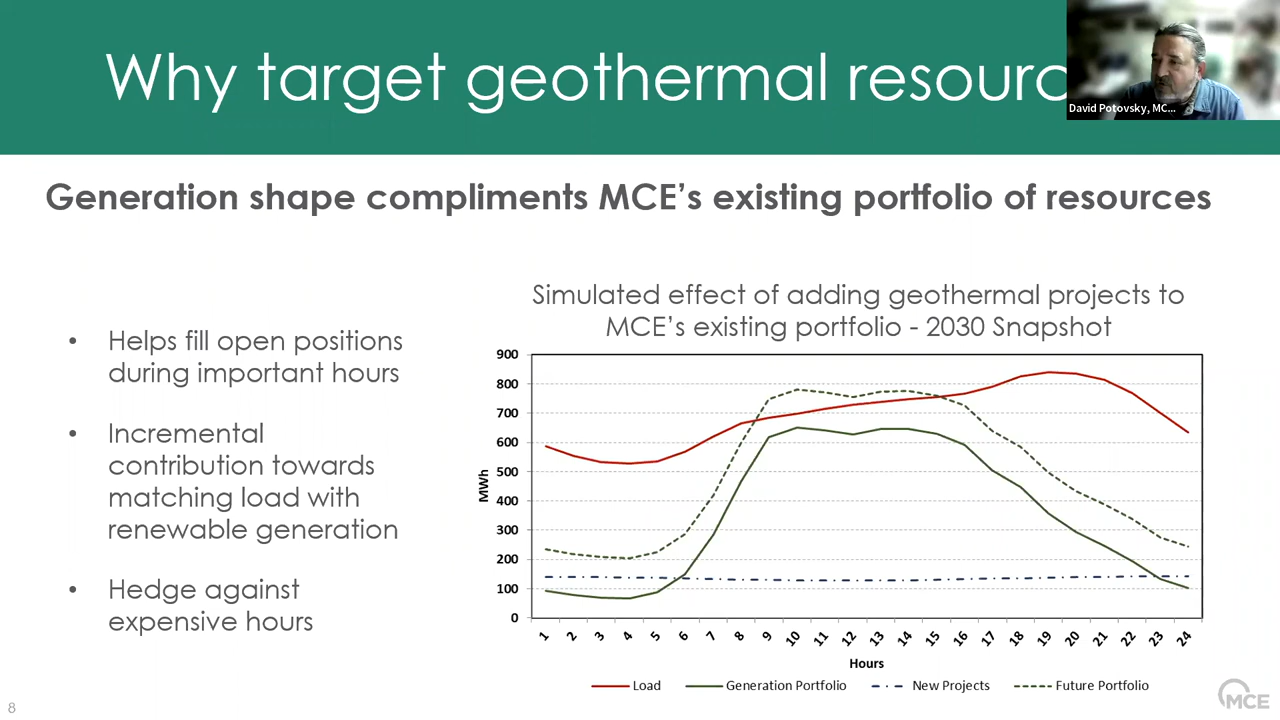 Why target geothermal resourc
David Potovsky, MC...
Generation shape compliments MCE's existing portfolio of resources
• Helps fill open positions
during important hours
• Incremental
contribution towards
matching load with
renewable generation
• Hedge against
expensive hours
Simulated effect of adding geothermal projects to
MCE's existing portfolio - 2030 Snapshot
MWh
900
800
700
600
500
400
300
200
100
0
1 2 3 4 5 6 7 8 9 10 11 12 13 14 15 16 17 18 19 20 21 22 23 24
Hours
Load Generation Portfolio New Projects Future Portfolio
8
MCE